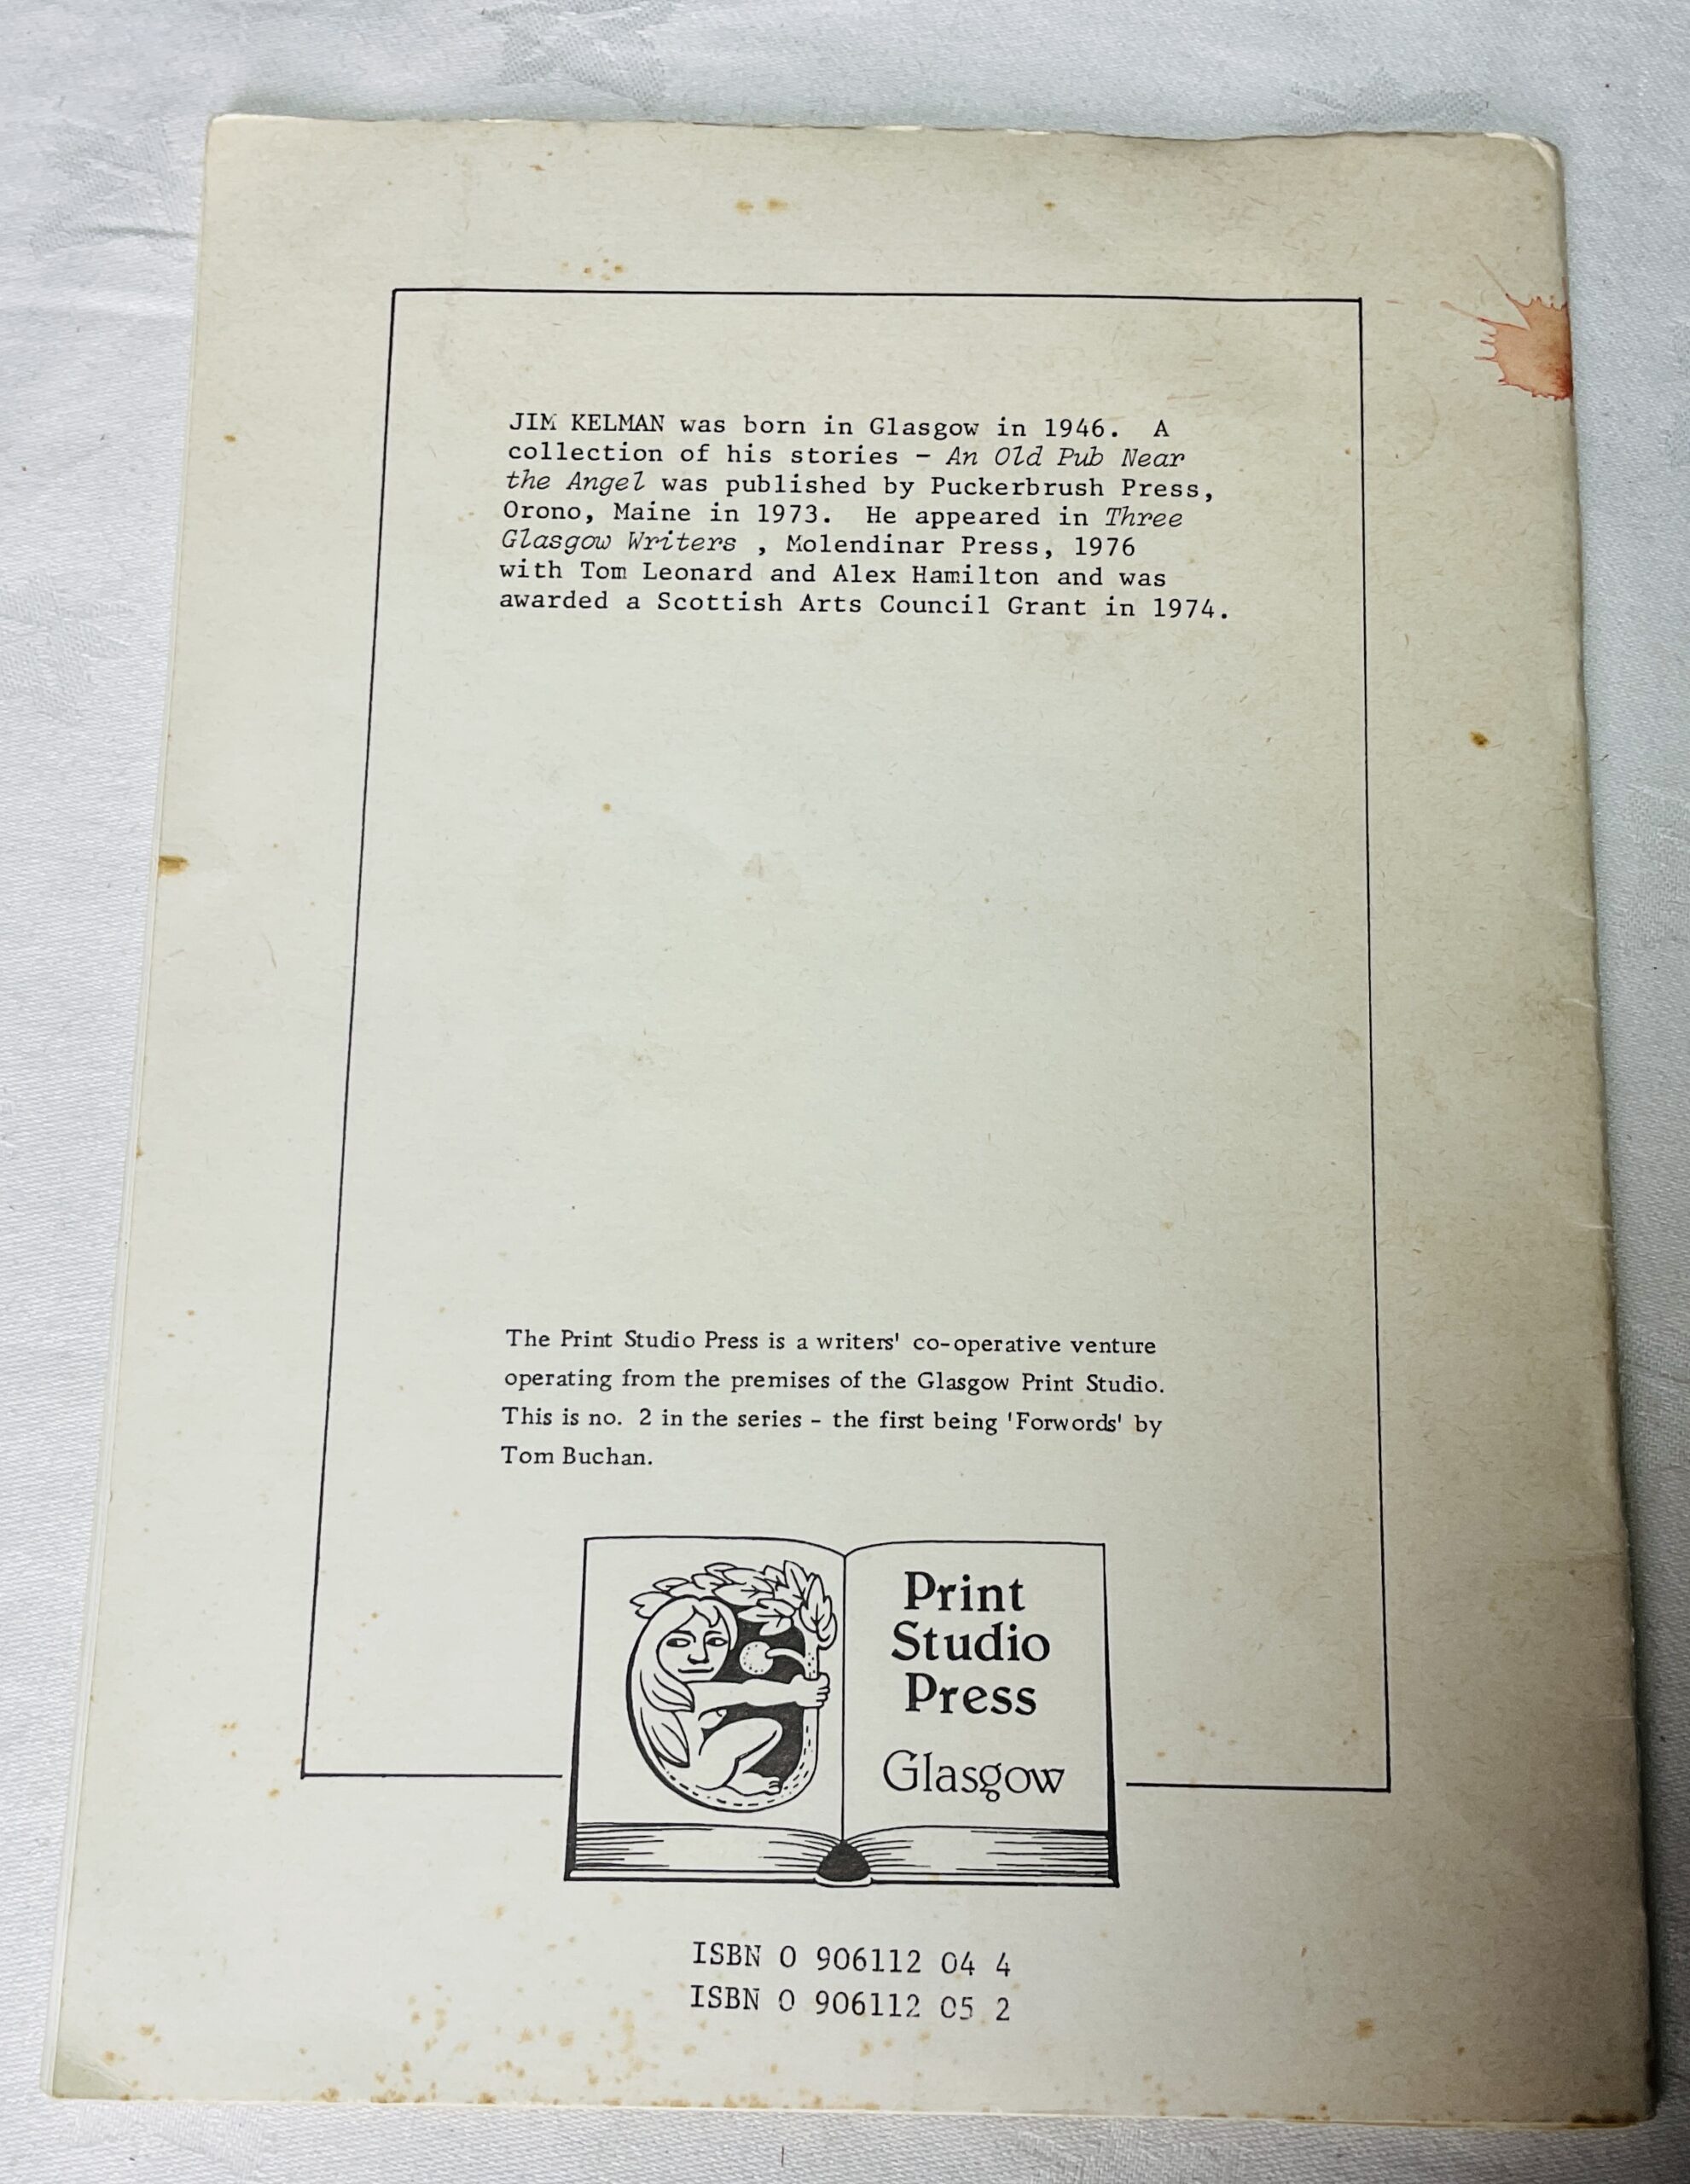 JIM KELMAN was born in Glasgow in 1946. A
collection of his stories - An Old Pub Near
the Angel was published by Puckerbrush Press,
Orono, Maine in 1973. He appeared in Three
Glasgow Writers , Molendinar Press, 1976
with Tom Leonard and Alex Hamilton and was
awarded a Scottish Arts Council Grant in 1974.
The Print Studio Press is a writers' co-operative venture
operating from the premises of the Glasgow Print Studio.
This is no. 2 in the series - the first being 'Forwords' by
Tom Buchan.
Print
Studio
Press
Glasgow
ISBN 0 906112 04 4
ISBN 0 906112 05 2